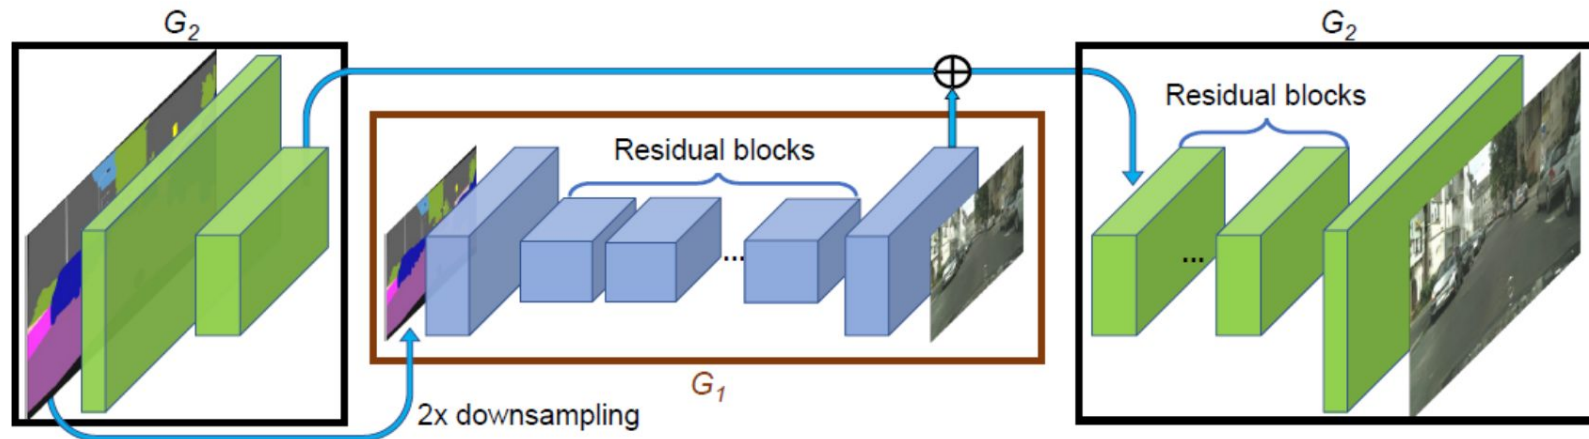 G2
G2
Residual blocks
Residual blocks
...
...
G1
2x downsampling